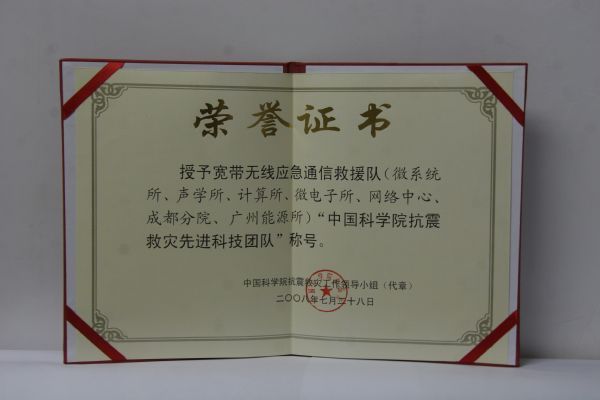 荣誉证书
授予宽带无线应急通信救援队（微系统
所、声学所、计算所、微电子所、网络中心、
成都分院、广州能源所）“中国科学院抗震
救灾先进科技团队”称号。
中国科学院抗震救灾工作领导小组（代章）
二〇〇八年七月二十八日